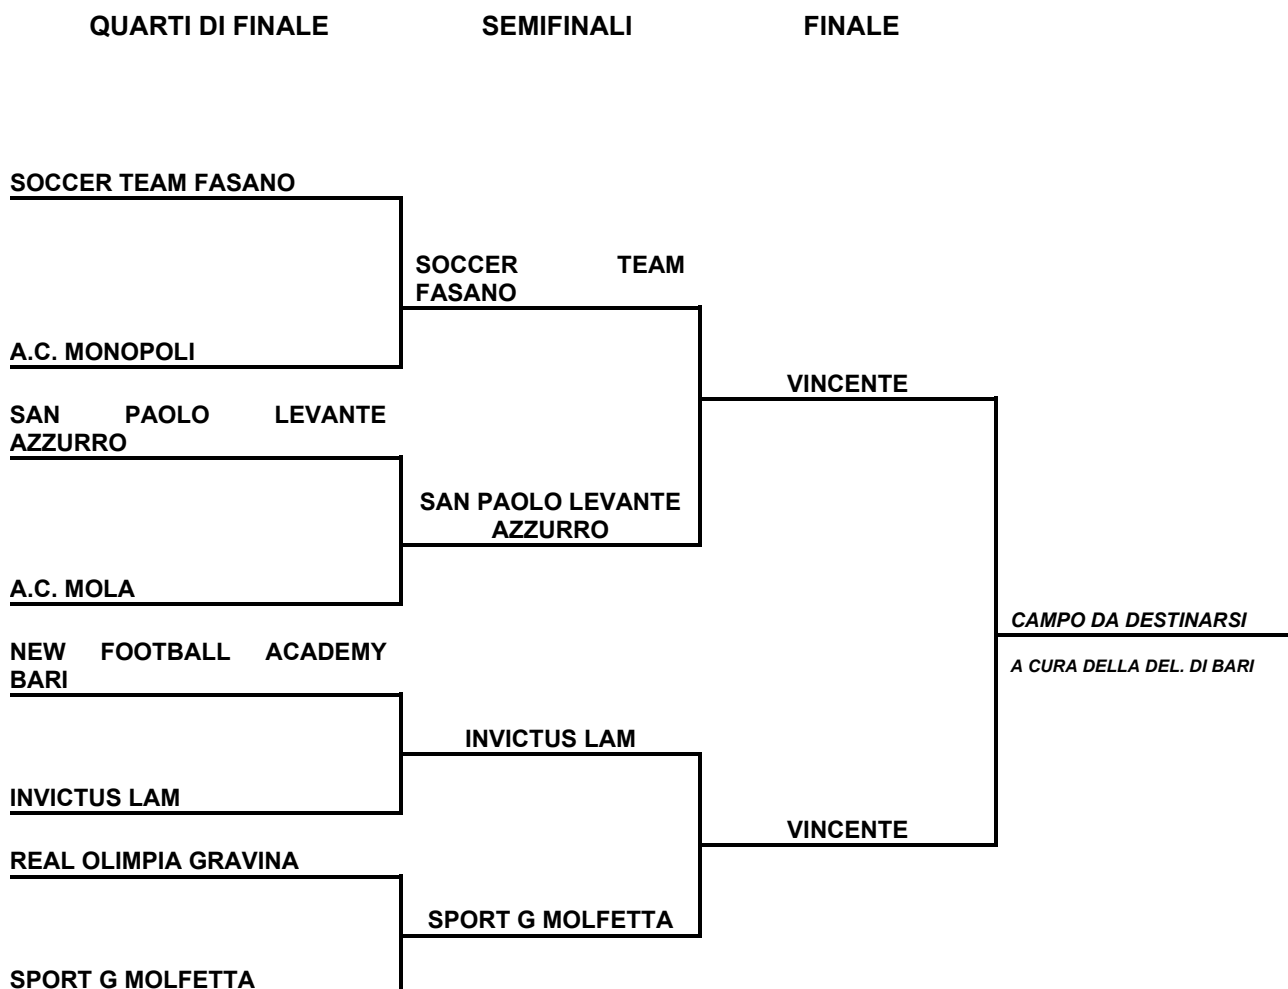 QUARTI DI FINALE SEMIFINALI FINALE
SOCCER TEAM FASANO
SOCCER TEAM
FASANO
A.C. MONOPOLI
VINCENTE
SAN PAOLO LEVANTE
AZZURRO
SAN PAOLO LEVANTE
AZZURRO
A.C. MOLA
CAMPO DA DESTINARSI
A CURA DELLA DEL. DI BARI
NEW FOOTBALL ACADEMY
BARI
INVICTUS LAM
INVICTUS LAM
VINCENTE
REAL OLIMPIA GRAVINA
SPORT G MOLFETTA
SPORT G MOLFETTA